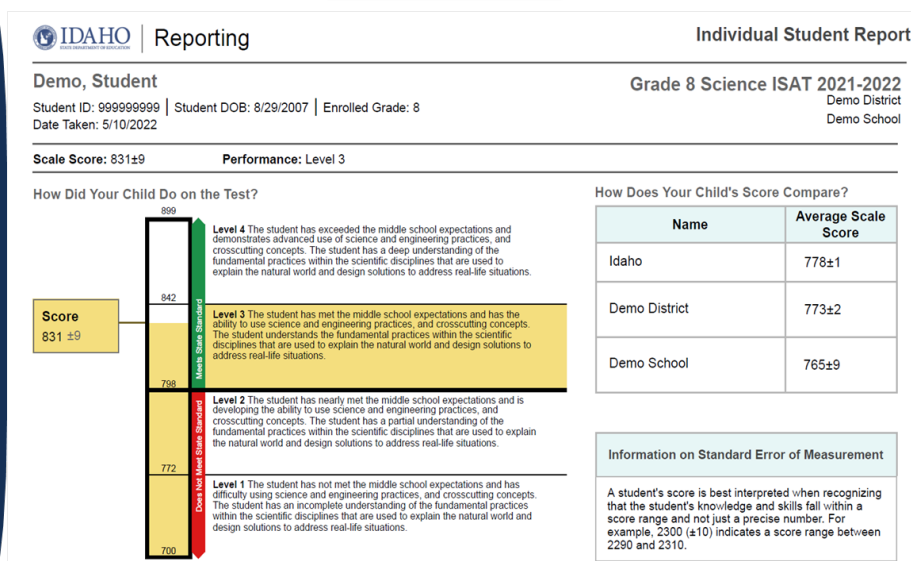 IDAHO
STATE DEPARTMENT OF EDUCATION
Reporting
Individual Student Report
Demo, Student
Grade 8 Science ISAT 2021-2022
Student ID: 999999999 | Student DOB: 8/29/2007 | Enrolled Grade: 8
Demo District
Date Taken: 5/10/2022
Demo School
Scale Score: 831±9
Performance: Level 3
How Did Your Child Do on the Test?
899
842
798
772
700
Score
831 ±9
Meets State Standard
Does Not Meet State Standard
Level 4 The student has exceeded the middle school expectations and
demonstrates advanced use of science and engineering practices, and
crosscutting concepts. The student has a deep understanding of the
fundamental practices within the scientific disciplines that are used to
explain the natural world and design solutions to address real-life situations.
Level 3 The student has met the middle school expectations and has the
ability to use science and engineering practices, and crosscutting concepts.
The student understands the fundamental practices within the scientific
disciplines that are used to explain the natural world and design solutions to
address real-life situations.
Level 2 The student has nearly met the middle school expectations and is
developing the ability to use science and engineering practices, and
crosscutting concepts. The student has a partial understanding of the
fundamental practices within the scientific disciplines that are used to explain
the natural world and design solutions to address real-life situations.
Level 1 The student has not met the middle school expectations and has
difficulty using science and engineering practices, and crosscutting concepts.
The student has an incomplete understanding of the fundamental practices
within the scientific disciplines that are used to explain the natural world and
design solutions to address real-life situations.
How Does Your Child's Score Compare?
Name
Average Scale
Score
Idaho
778±1
Demo District
773±2
Demo School
765±9
Information on Standard Error of Measurement
A student's score is best interpreted when recognizing
that the student's knowledge and skills fall within a
score range and not just a precise number. For
example, 2300 (±10) indicates a score range between
2290 and 2310.